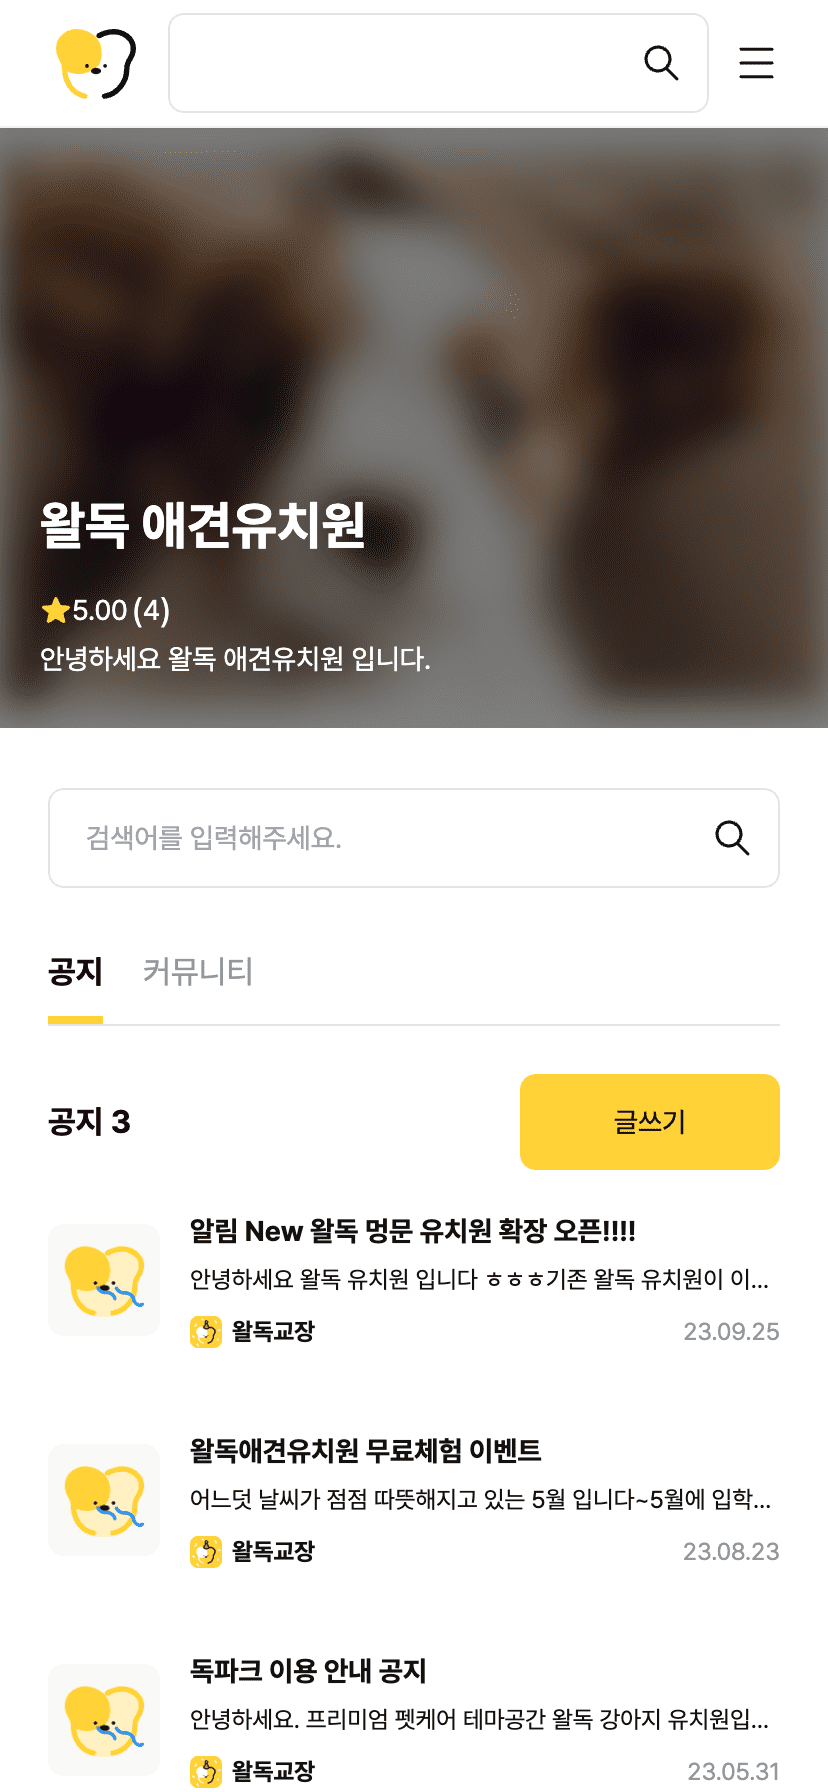 왈독 애견유치원
5.00 (4)
안녕하세요 왈독 애견유치원 입니다.
검색어를 입력해주세요.
공지 커뮤니티
공지 3
글쓰기
알림 New 왈독 멍문 유치원 확장 오픈!!!!
안녕하세요 왈독 유치원 입니다 ㅎㅎㅎ기존 왈독 유치원이 이...
왈독교장 23.09.25
왈독애견유치원 무료체험 이벤트
어느덧 날씨가 점점 따뜻해지고 있는 5월 입니다~5월에 입학...
왈독교장 23.08.23
독파크 이용 안내 공지
안녕하세요. 프리미엄 펫케어 테마공간 왈독 강아지 유치원입...
왈독교장 23.05.31